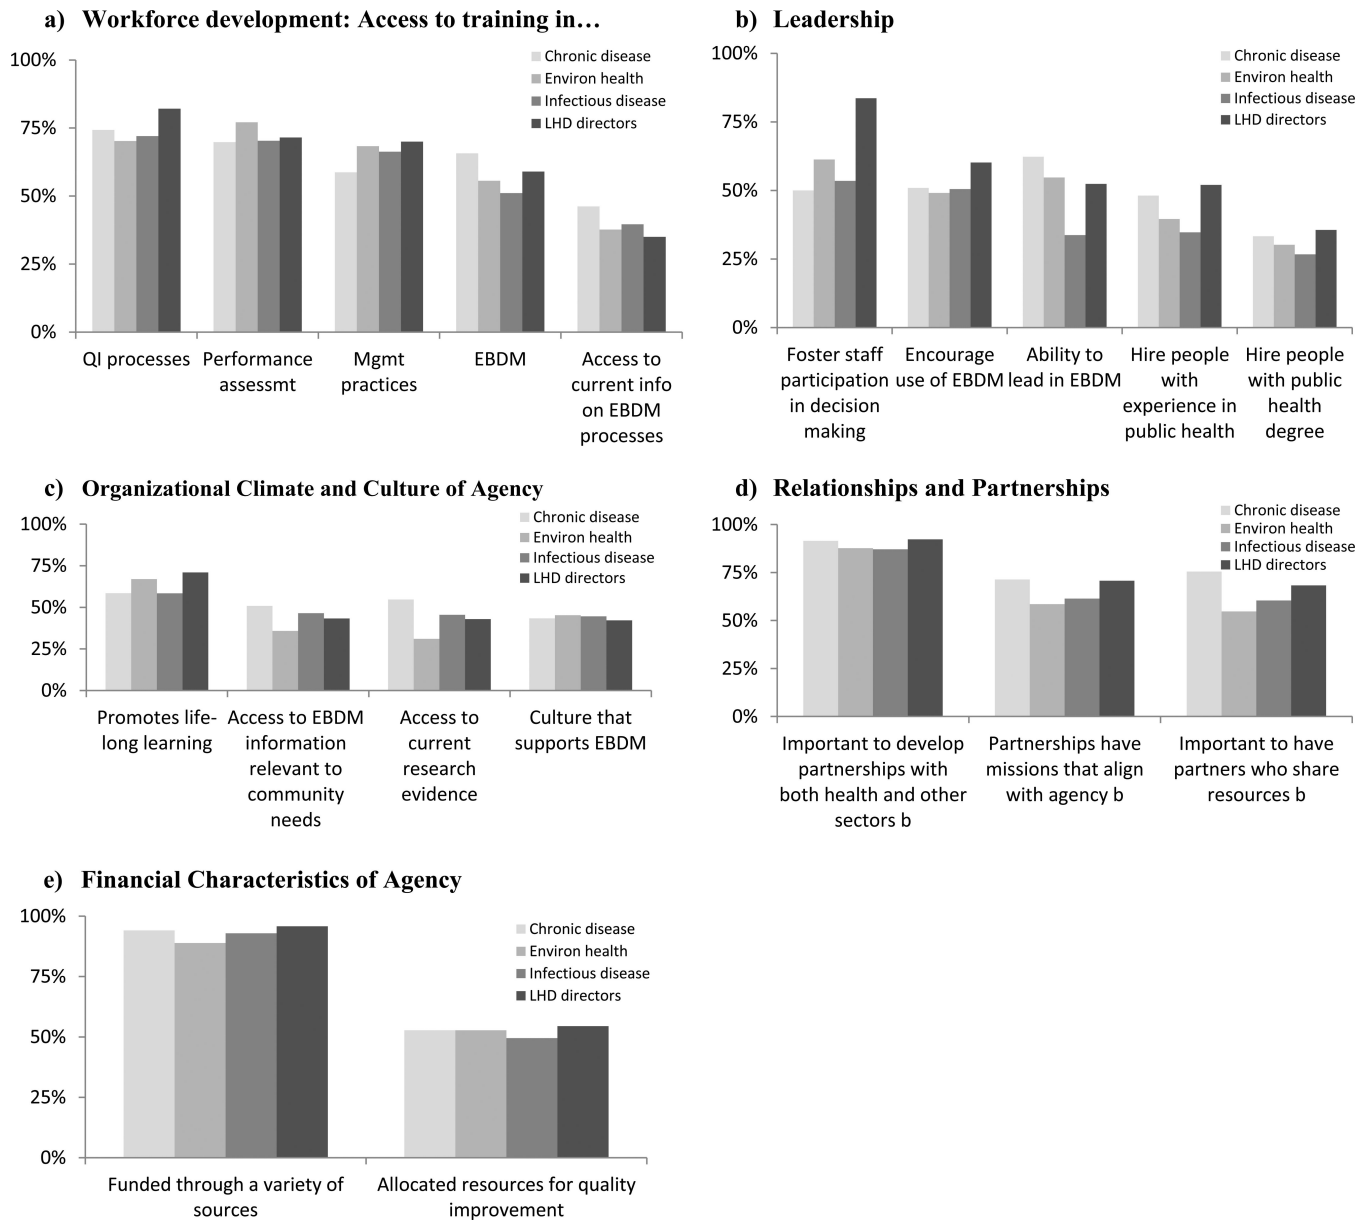 a) Workforce development: Access to training in…
100%
75%
50%
25%
0%
Chronic disease
Environ health
Infectious disease
LHD directors
QI processes
Performance
assessmt
Mgmt
practices
EBDM
Access to
current info
on EBDM
processes
b) Leadership
100%
75%
50%
25%
0%
Chronic disease
Environ health
Infectious disease
LHD directors
Foster staff
participation
in decision
making
Encourage
use of EBDM
Ability to
lead in EBDM
Hire people
with
experience in
public health
Hire people
with public
health
degree
c) Organizational Climate and Culture of Agency
100%
75%
50%
25%
0%
Chronic disease
Environ health
Infectious disease
LHD directors
Promotes life-
long learning
Access to EBDM
information
relevant to
community
needs
Access to
current
research
evidence
Culture that
supports EBDM
d) Relationships and Partnerships
100%
75%
50%
25%
0%
Chronic disease
Environ health
Infectious disease
LHD directors
Important to develop
partnerships with
both health and other
sectors b
Partnerships have
missions that align
with agency b
Important to have
partners who share
resources b
e) Financial Characteristics of Agency
100%
75%
50%
25%
0%
Chronic disease
Environ health
Infectious disease
LHD directors
Funded through a variety of
sources
Allocated resources for quality
improvement